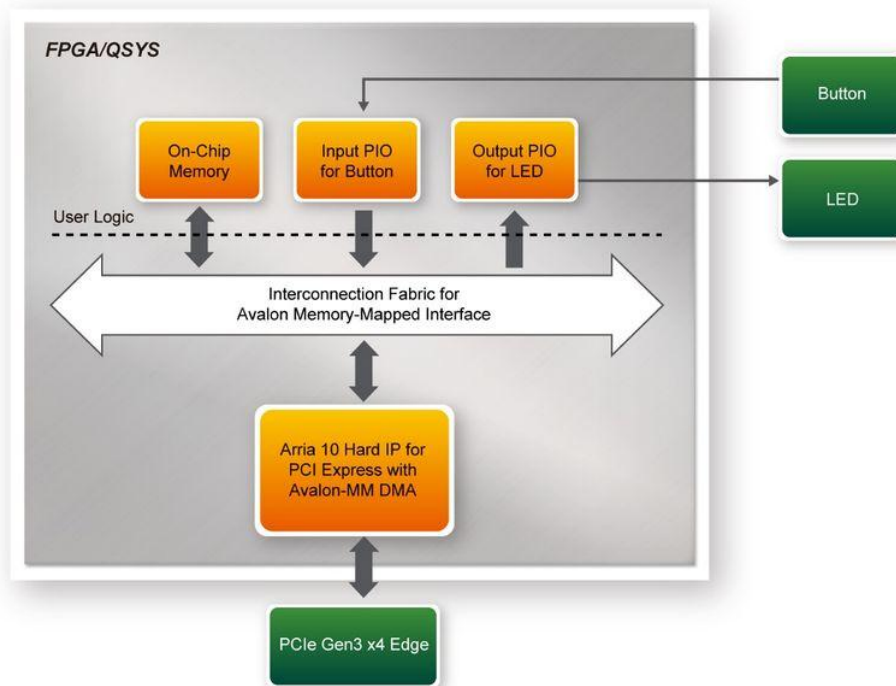 FPGA/QSYS
Button
On-Chip
Memory
Input PIO
for Button
Output PIO
for LED
LED
User Logic
Interconnection Fabric for
Avalon Memory-Mapped Interface
Arria 10 Hard IP for
PCI Express with
Avalon-MM DMA
PCIe Gen3 x4 Edge